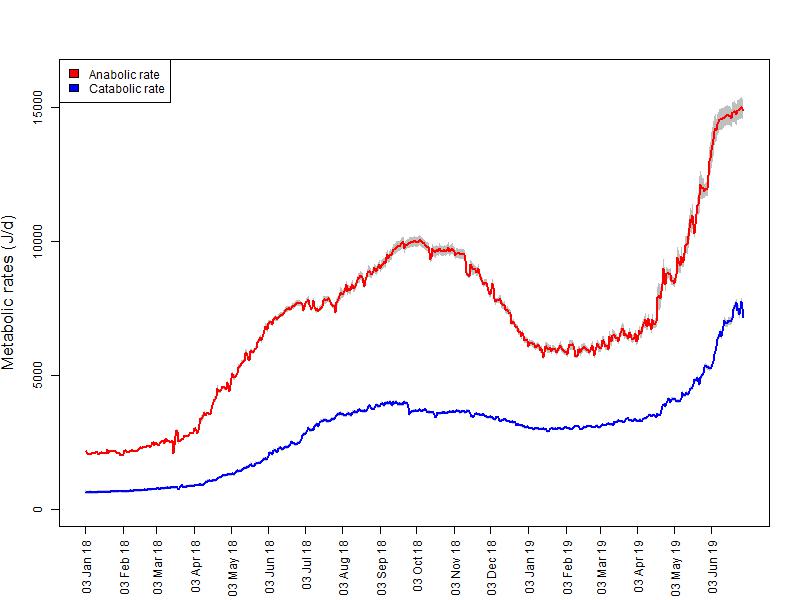 Anabolic rate
Catabolic rate
Metabolic rates (J/d)
15000
10000
5000
0
03 Jan 18
03 Feb 18
03 Mar 18
03 Apr 18
03 May 18
03 Jun 18
03 Jul 18
03 Aug 18
03 Sep 18
03 Oct 18
03 Nov 18
03 Dec 18
03 Jan 19
03 Feb 19
03 Mar 19
03 Apr 19
03 May 19
03 Jun 19